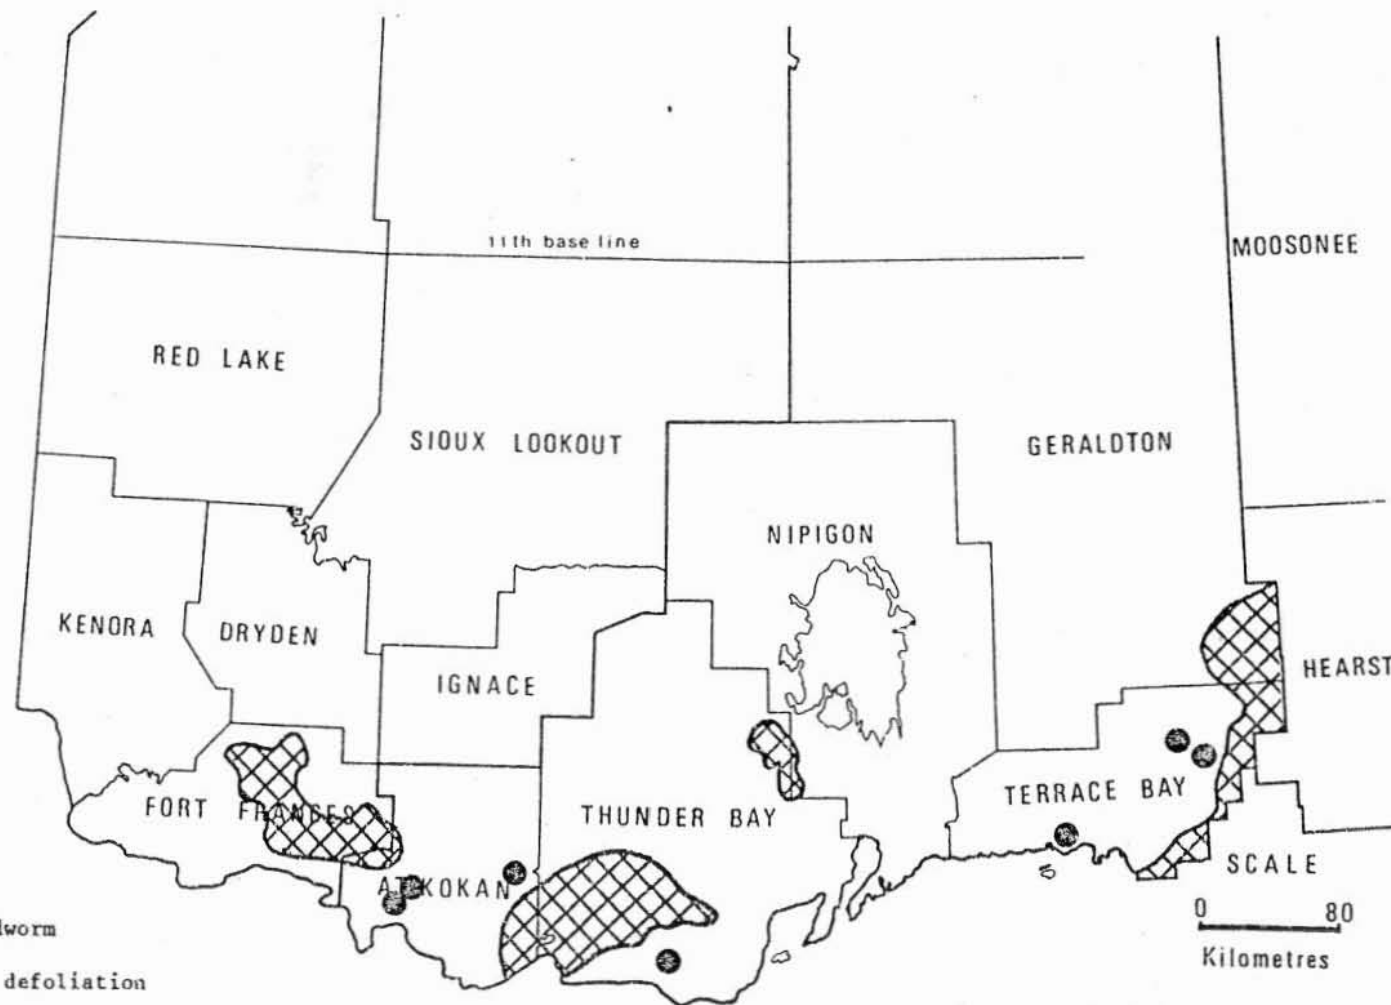 11th base line
MOOSONEE
RED LAKE
SIOUX LOOKOUT
GERALDTON
NIPIGON
KENORA
DRYDEN
IGNACE
HEARST
FORT FRANCES
THUNDER BAY
TERRACE BAY
ATIKOKAN
SCALE
0 80
Kilometres
defoliation